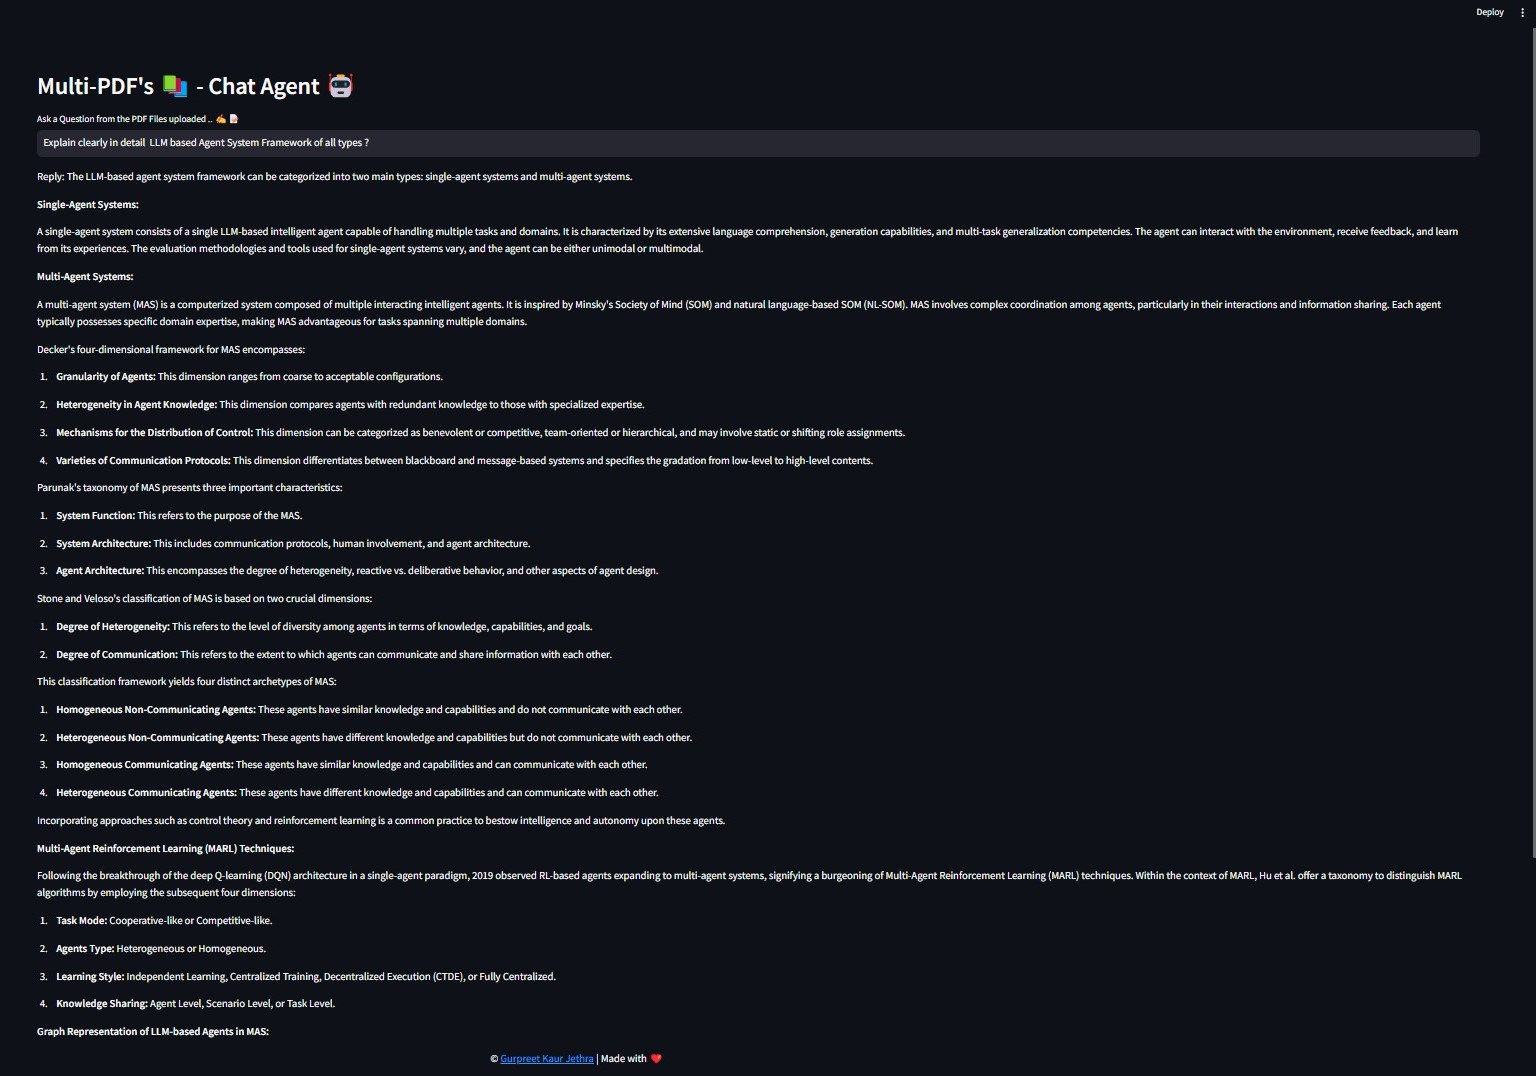 Deploy
Multi-PDF's 📚 - Chat Agent 🤖
Ask a Question from the PDF Files uploaded .. ✍️📝
Explain clearly in detail  LLM based Agent System Framework of all types ?
Reply: The LLM-based agent system framework can be categorized into two main types: single-agent systems and multi-agent systems.
Single-Agent Systems:
A single-agent system consists of a single LLM-based intelligent agent capable of handling multiple tasks and domains. It is characterized by its extensive language comprehension, generation capabilities, and multi-task generalization competencies. The agent can interact with the environment, receive feedback, and learn
from its experiences. The evaluation methodologies and tools used for single-agent systems vary, and the agent can be either unimodal or multimodal.
Multi-Agent Systems:
A multi-agent system (MAS) is a computerized system composed of multiple interacting intelligent agents. It is inspired by Minsky's Society of Mind (SOM) and natural language-based SOM (NL-SOM). MAS involves complex coordination among agents, particularly in their interactions and information sharing. Each agent
typically possesses specific domain expertise, making MAS advantageous for tasks spanning multiple domains.
Decker's four-dimensional framework for MAS encompasses:
1. Granularity of Agents: This dimension ranges from coarse to acceptable configurations.
2. Heterogeneity in Agent Knowledge: This dimension compares agents with redundant knowledge to those with specialized expertise.
3. Mechanisms for the Distribution of Control: This dimension can be categorized as benevolent or competitive, team-oriented or hierarchical, and may involve static or shifting role assignments.
4. Varieties of Communication Protocols: This dimension differentiates between blackboard and message-based systems and specifies the gradation from low-level to high-level contents.
Parunak's taxonomy of MAS presents three important characteristics:
1. System Function: This refers to the purpose of the MAS.
2. System Architecture: This includes communication protocols, human involvement, and agent architecture.
3. Agent Architecture: This encompasses the degree of heterogeneity, reactive vs. deliberative behavior, and other aspects of agent design.
Stone and Veloso's classification of MAS is based on two crucial dimensions:
1. Degree of Heterogeneity: This refers to the level of diversity among agents in terms of knowledge, capabilities, and goals.
2. Degree of Communication: This refers to the extent to which agents can communicate and share information with each other.
This classification framework yields four distinct archetypes of MAS:
1. Homogeneous Non-Communicating Agents: These agents have similar knowledge and capabilities and do not communicate with each other.
2. Heterogeneous Non-Communicating Agents: These agents have different knowledge and capabilities but do not communicate with each other.
3. Homogeneous Communicating Agents: These agents have similar knowledge and capabilities and can communicate with each other.
4. Heterogeneous Communicating Agents: These agents have different knowledge and capabilities and can communicate with each other.
Incorporating approaches such as control theory and reinforcement learning is a common practice to bestow intelligence and autonomy upon these agents.
Multi-Agent Reinforcement Learning (MARL) Techniques:
Following the breakthrough of the deep Q-learning (DQN) architecture in a single-agent paradigm, 2019 observed RL-based agents expanding to multi-agent systems, signifying a burgeoning of Multi-Agent Reinforcement Learning (MARL) techniques. Within the context of MARL, Hu et al. offer a taxonomy to distinguish MARL
algorithms by employing the subsequent four dimensions:
1. Task Mode: Cooperative-like or Competitive-like.
2. Agents Type: Heterogeneous or Homogeneous.
3. Learning Style: Independent Learning, Centralized Training, Decentralized Execution (CTDE), or Fully Centralized.
4. Knowledge Sharing: Agent Level, Scenario Level, or Task Level.
Graph Representation of LLM-based Agents in MAS:
© Gurpreet Kaur Jethra | Made with ❤️